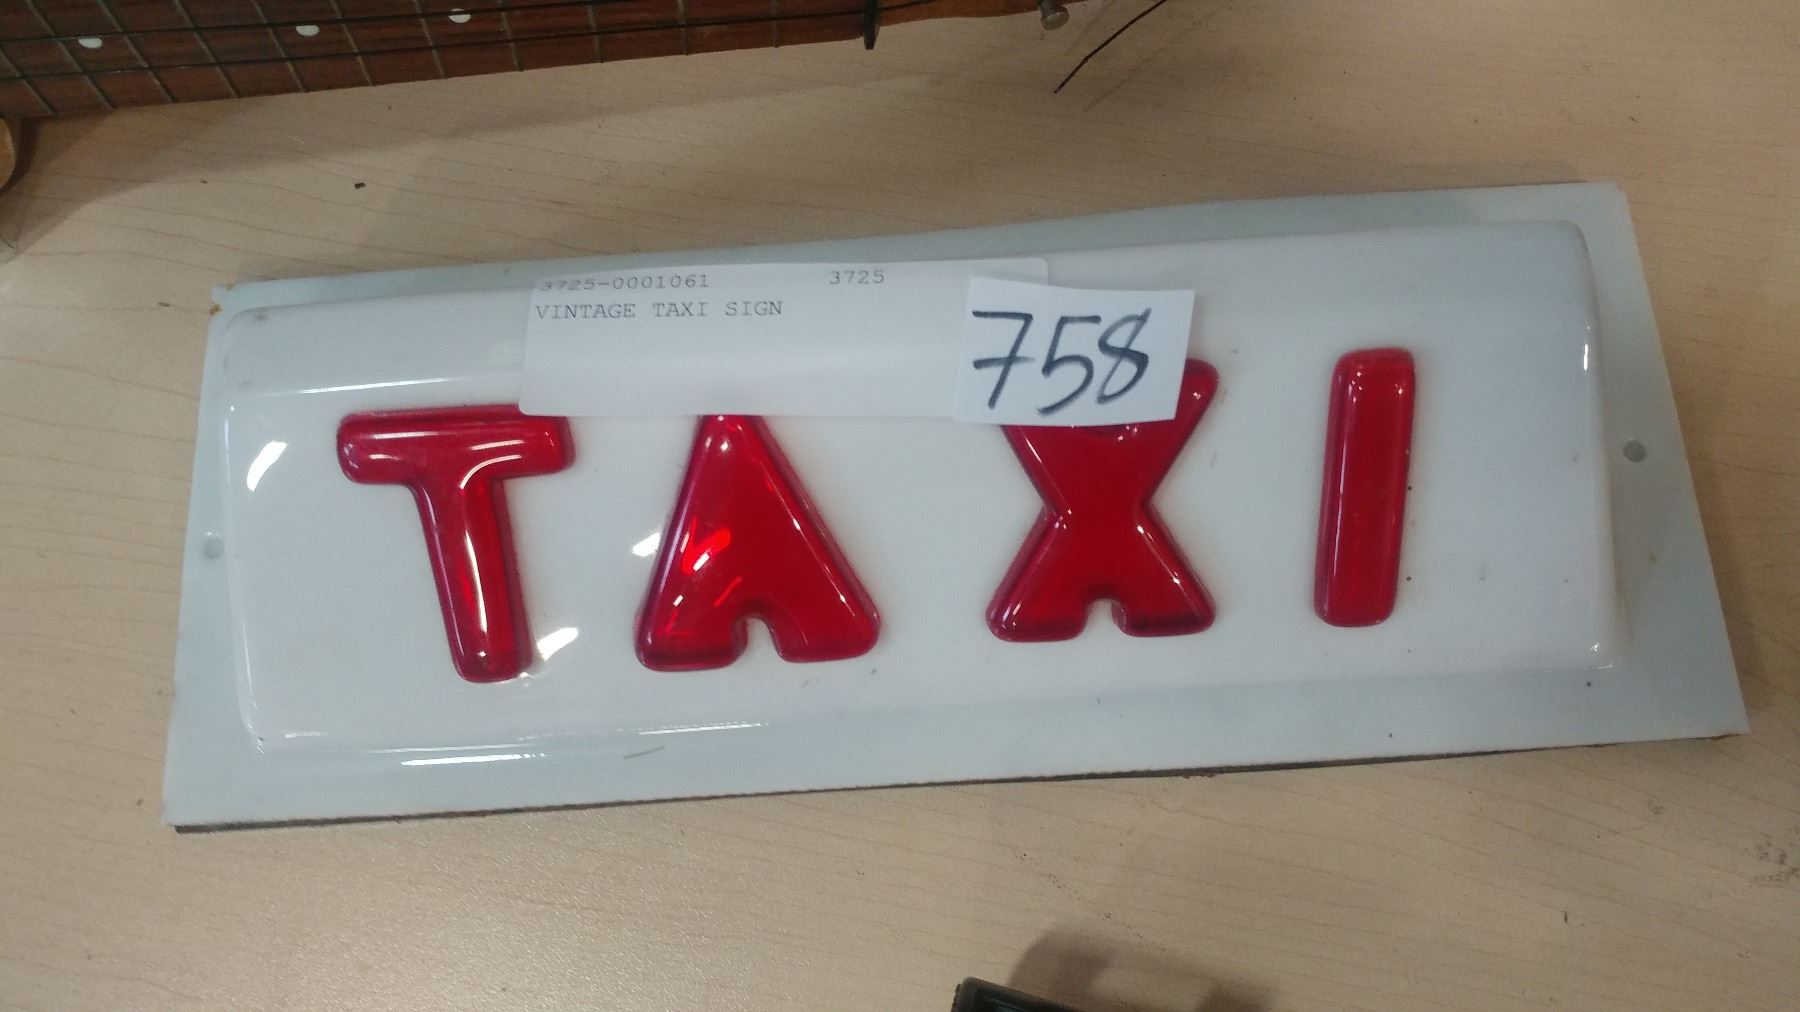 3725-0001061 3725
VINTAGE TAXI SIGN
758
TAXI